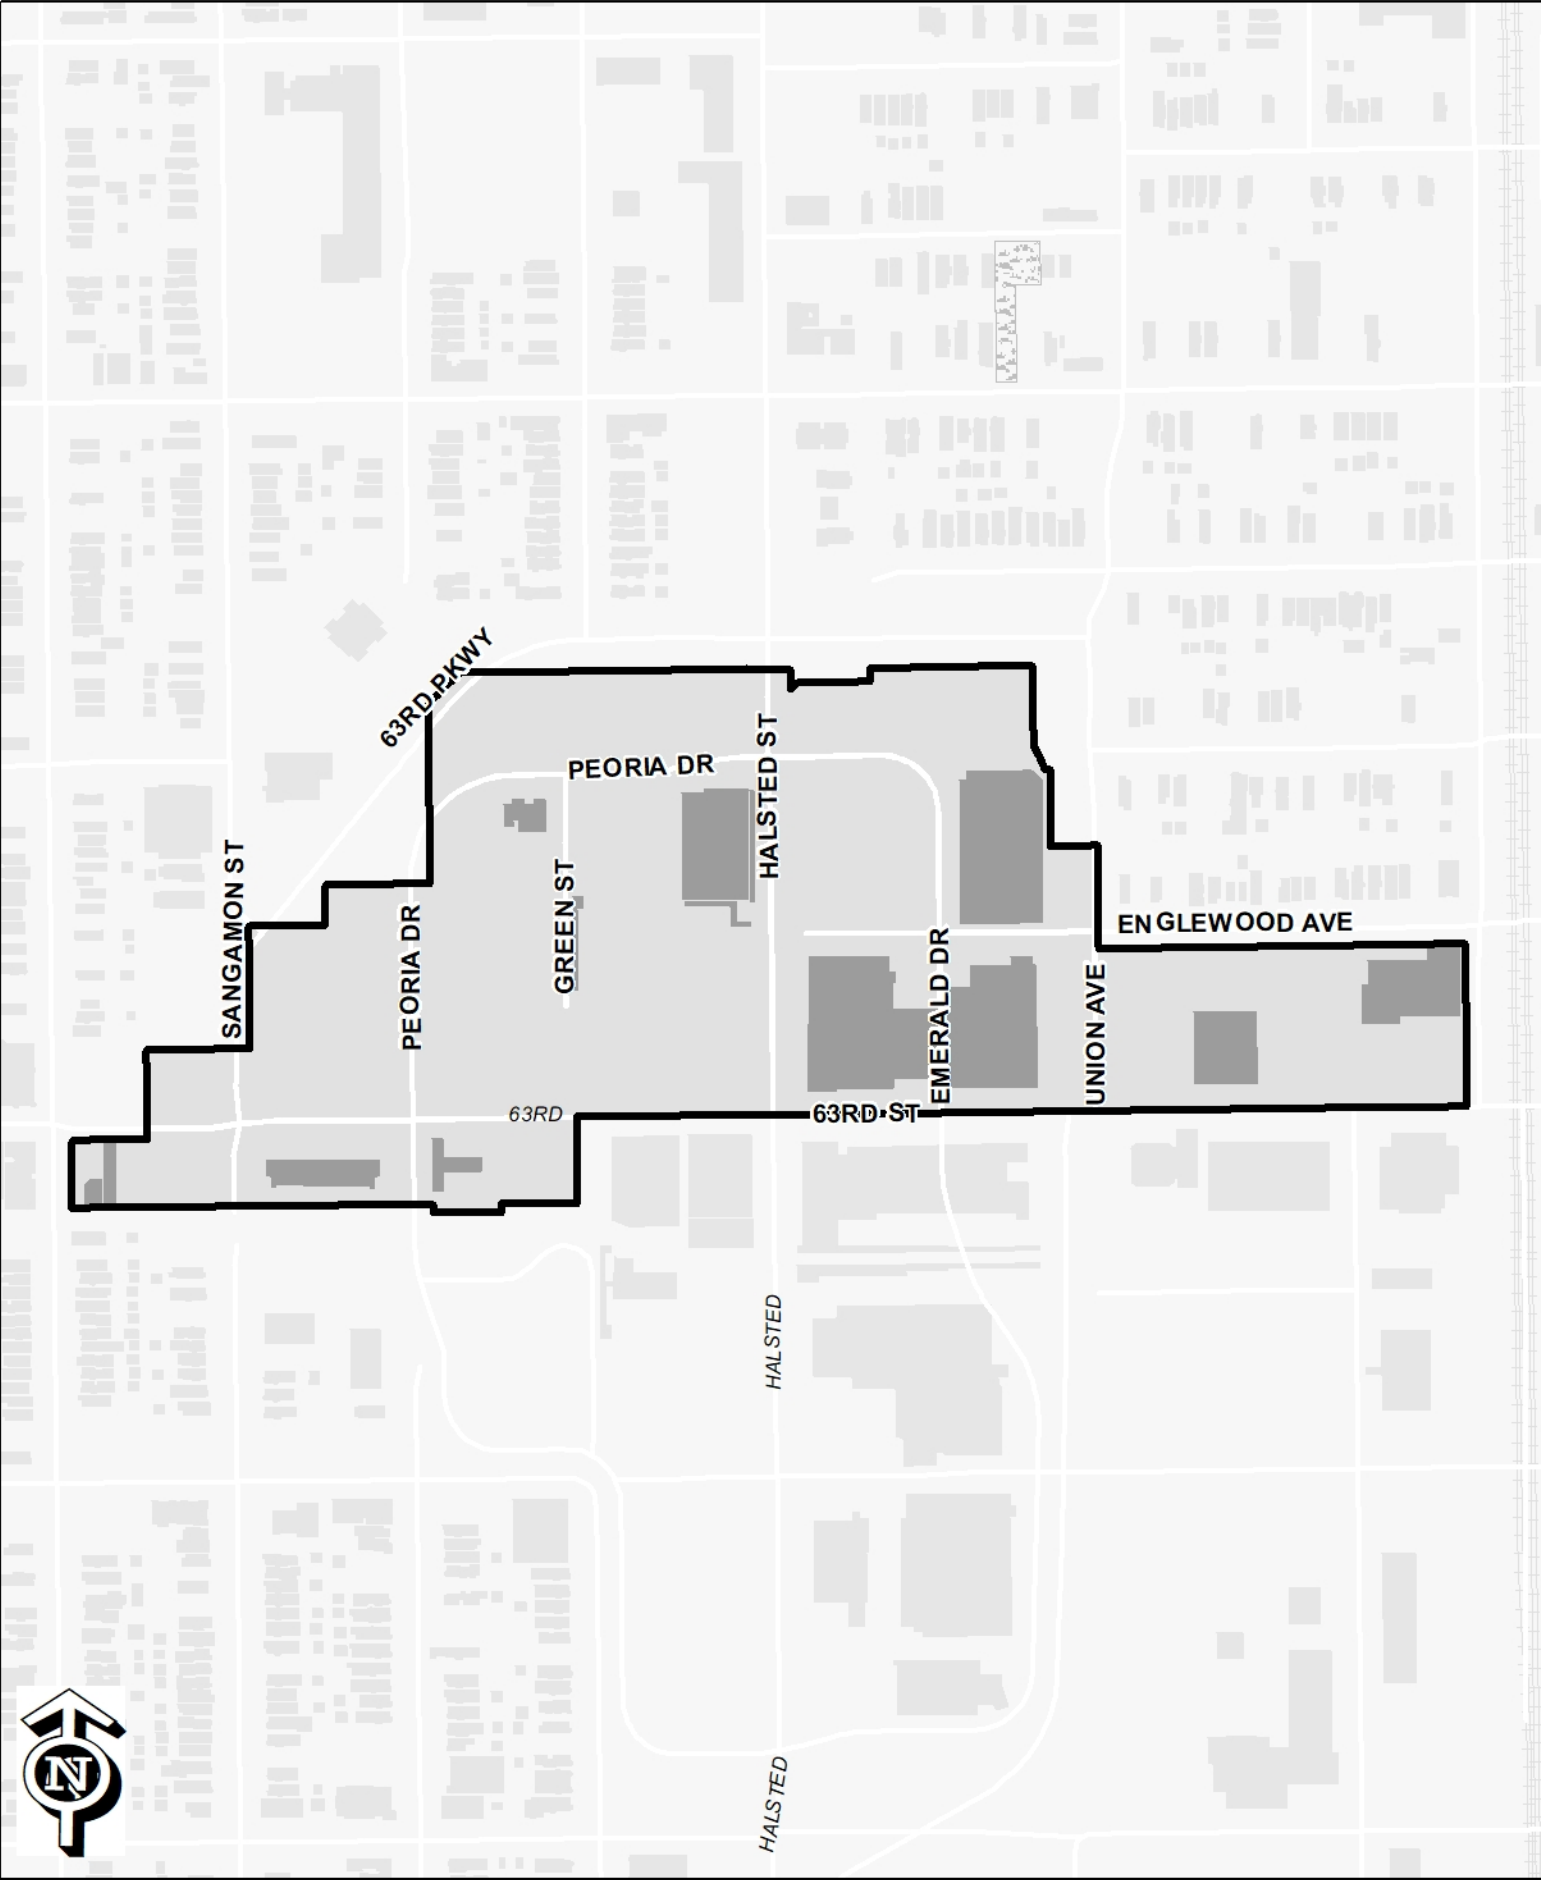 63RD PKWY
PEORIA DR
HALSTED ST
SANGAMON ST
GREEN ST
PEORIA DR
ENGLEWOOD AVE
EMERALD DR
UNION AVE
63RD
63RD ST
HALSTED
HALSTED
N